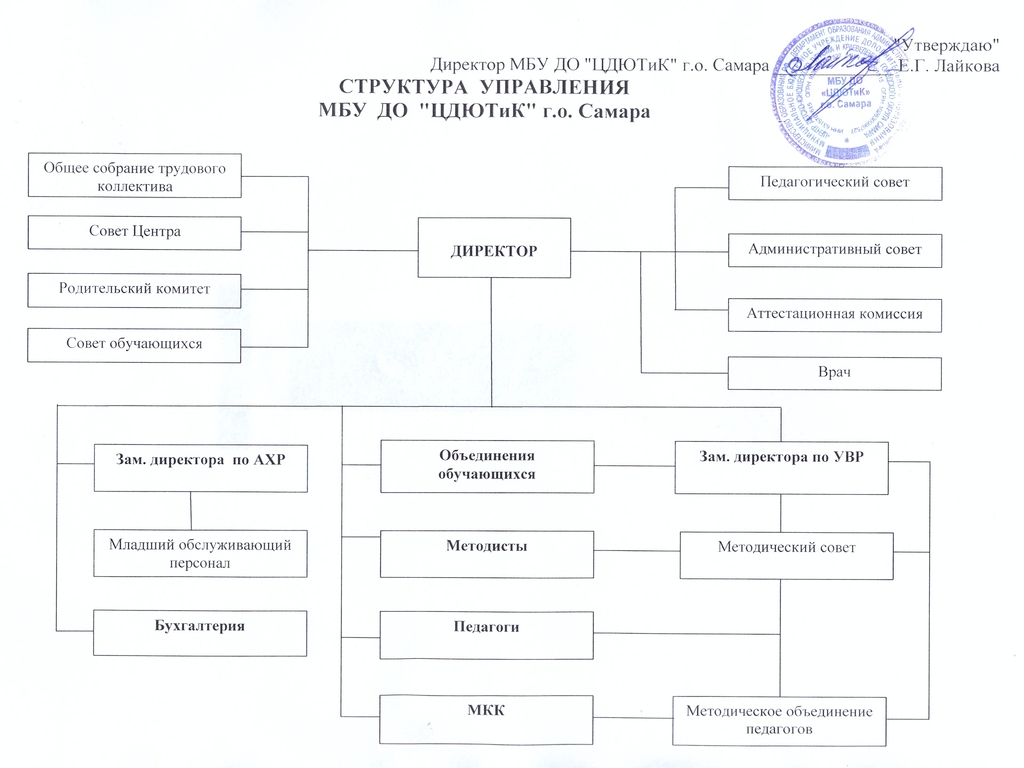 "Утверждаю"
Директор МБУ ДО "ЦДЮТиК" г.о. Самара Е.Г. Лайкова
СТРУКТУРА УПРАВЛЕНИЯ
МБУ ДО "ЦДЮТиК" г.о. Самара
МБУ ДО
«ЦДЮТиК»
г.о. Самара
Общее собрание трудового
коллектива
Совет Центра
Родительский комитет
Совет обучающихся
ДИРЕКТОР
Педагогический совет
Административный совет
Аттестационная комиссия
Врач
Зам. директора по АХР
Младший обслуживающий
персонал
Бухгалтерия
Объединения
обучающихся
Методисты
Педагоги
МКК
Зам. директора по УВР
Методический совет
Методическое объединение
педагогов